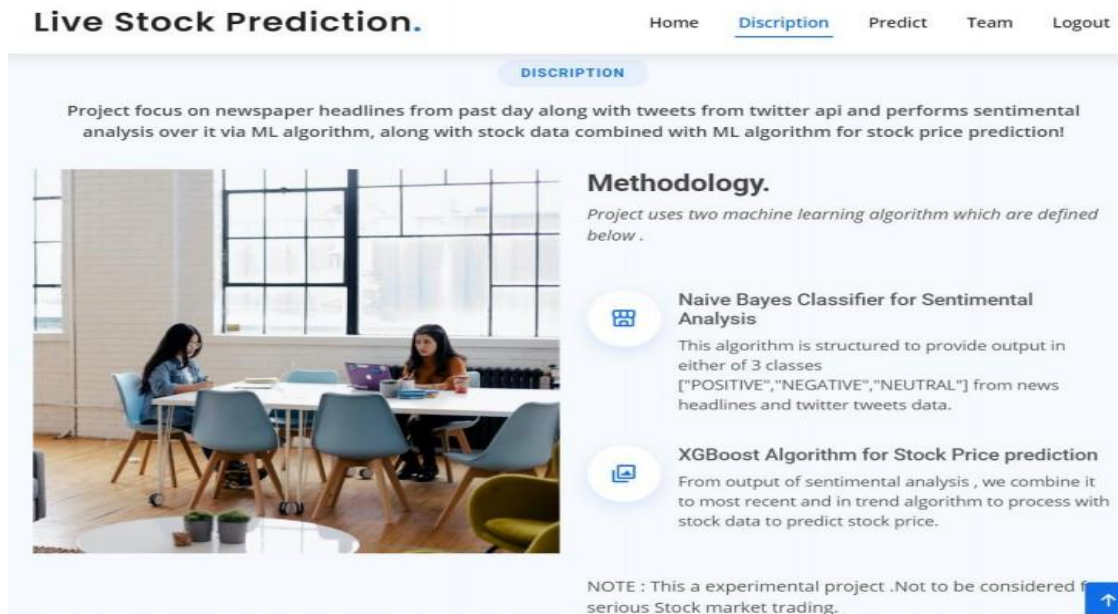 Live Stock Prediction.
Home Discription Predict Team Logout
DISCRIPTION
Project focus on newspaper headlines from past day along with tweets from twitter api and performs sentimental
analysis over it via ML algorithm, along with stock data combined with ML algorithm for stock price prediction!
Methodology.
Project uses two machine learning algorithm which are defined
below .
Naive Bayes Classifier for Sentimental
Analysis
This algorithm is structured to provide output in
either of 3 classes
["POSITIVE","NEGATIVE","NEUTRAL"] from news
headlines and twitter tweets data.
XGBoost Algorithm for Stock Price prediction
From output of sentimental analysis , we combine it
to most recent and in trend algorithm to process with
stock data to predict stock price.
NOTE : This a experimental project .Not to be considered
serious Stock market trading.